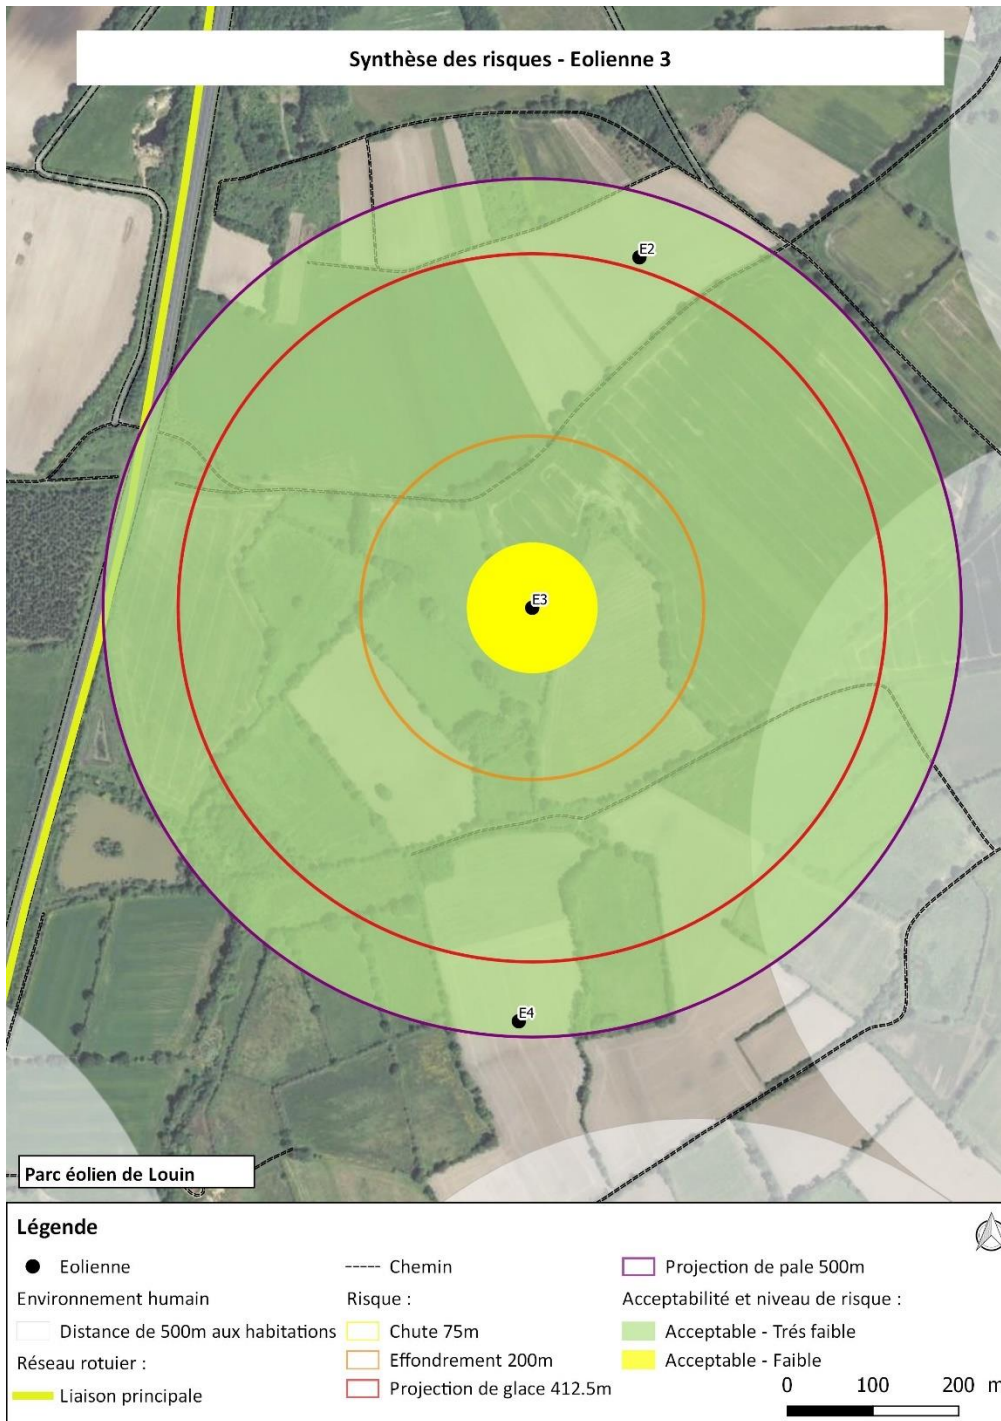 Synthèse des risques - Eolienne 3
E2
E3
E4
Parc éolien de Louin
Légende
Eolienne
Chemin
Projection de pale 500m
Environnement humain
Risque :
Acceptabilité et niveau de risque :
Distance de 500m aux habitations
Chute 75m
Acceptable - Trés faible
Réseau rotuier :
Effondrement 200m
Acceptable - Faible
Liaison principale
Projection de glace 412.5m
0 100 200 m